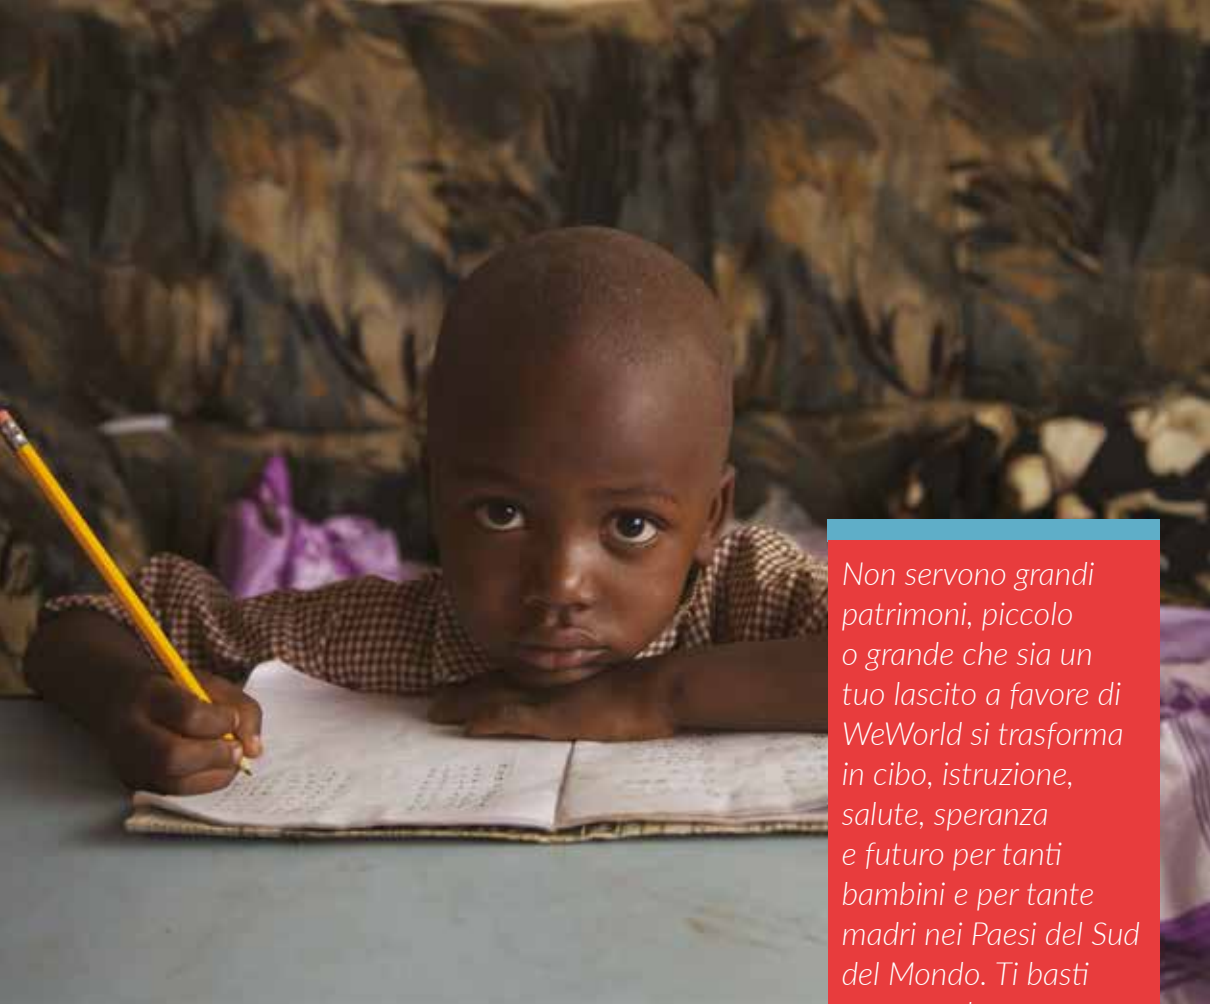 Non servono grandi
patrimoni, piccolo
o grande che sia un
tuo lascito a favore di
WeWorld si trasforma
in cibo, istruzione,
salute, speranza
e futuro per tanti
bambini e per tante
madri nei Paesi del Sud
del Mondo. Ti basti